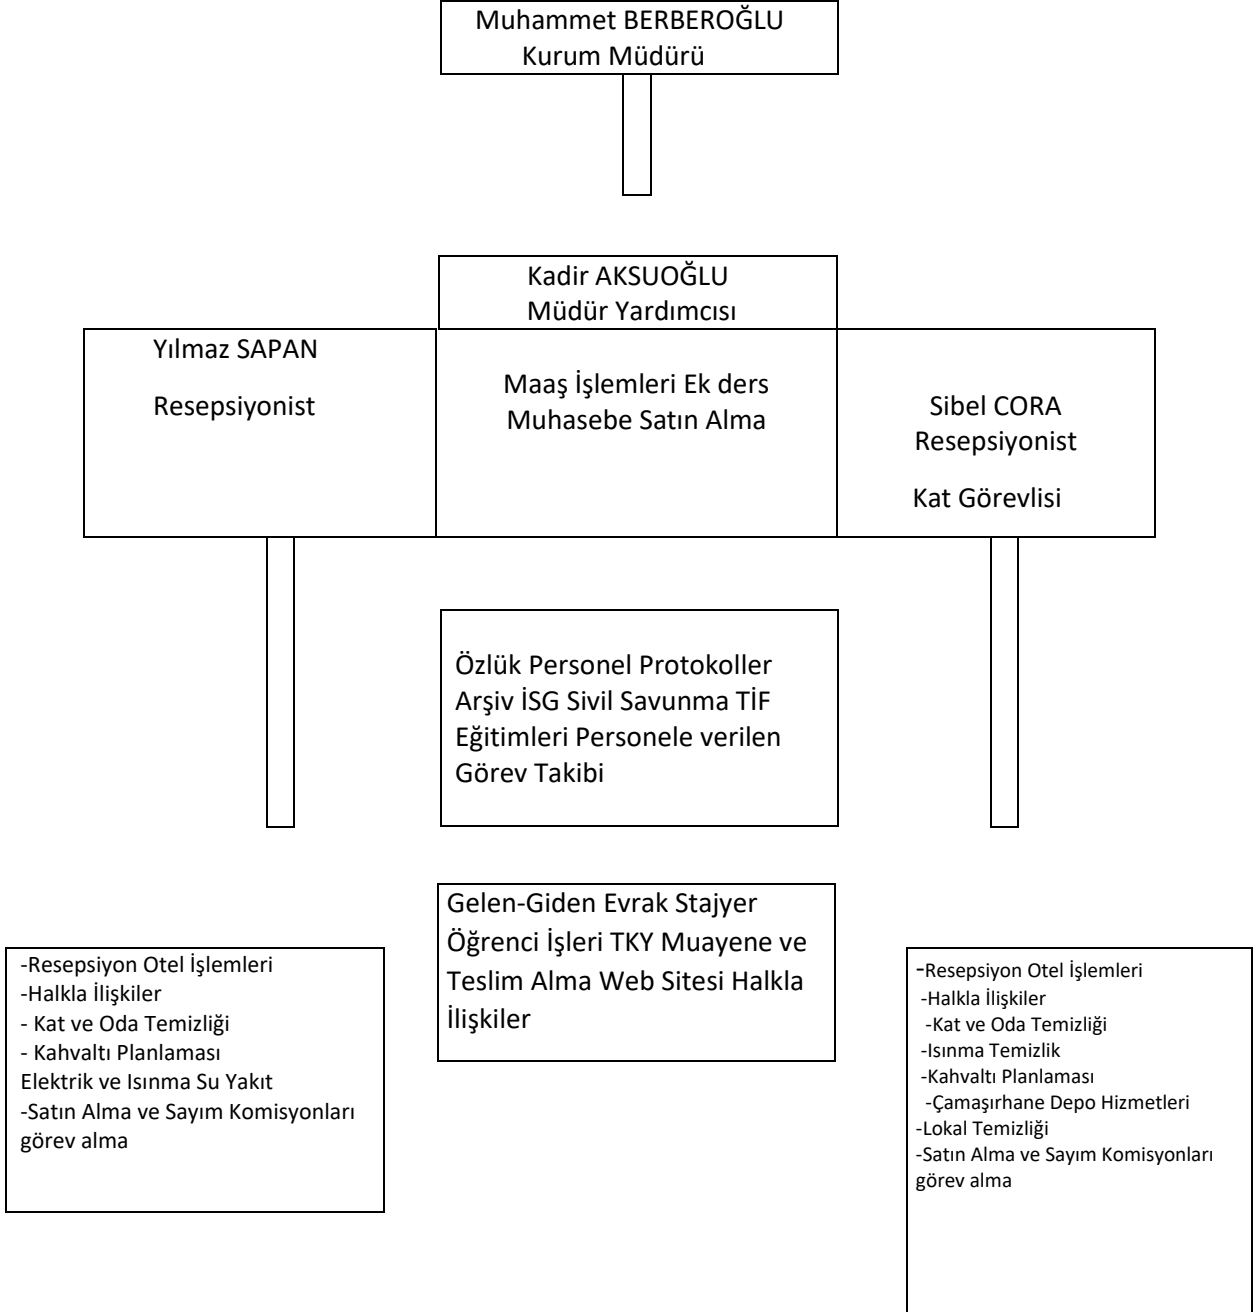 Muhammet BERBEROĞLU
Kurum Müdürü
Kadir AKSUOĞLU
Müdür Yardımcısı
Yılmaz SAPAN
Resepsiyonist
Maaş İşlemleri Ek ders
Muhasebe Satın Alma
Sibel CORA
Resepsiyonist
Kat Görevlisi
Özlük Personel Protokoller
Arşiv İSG Sivil Savunma TİF
Eğitimleri Personele verilen
Görev Takibi
Gelen-Giden Evrak Stajyer
Öğrenci İşleri TKY Muayene ve
Teslim Alma Web Sitesi Halkla
İlişkiler
-Resepsiyon Otel İşlemleri
-Halkla İlişkiler
- Kat ve Oda Temizliği
- Kahvaltı Planlaması
Elektrik ve Isınma Su Yakıt
-Satın Alma ve Sayım Komisyonları
görev alma
-Resepsiyon Otel İşlemleri
-Halkla İlişkiler
-Kat ve Oda Temizliği
-Isınma Temizlik
-Kahvaltı Planlaması
-Çamaşırhane Depo Hizmetleri
-Lokal Temizliği
-Satın Alma ve Sayım Komisyonları
görev alma